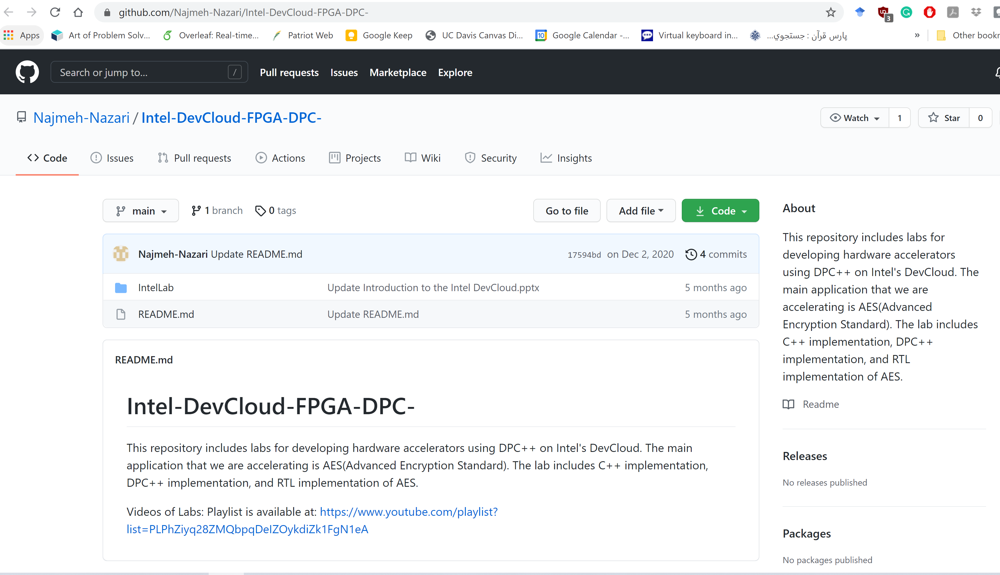 github.com/Najmeh-Nazari/Intel-DevCloud-FPGA-DPC-
3
Apps Art of Problem Solv... Overleaf: Real-time... Patriot Web Google Keep UC Davis Canvas Di... 10 Google Calendar -... Virtual keyboard in... پارس قرآن : جستجوي... » Other bookr
Search or jump to... / Pull requests Issues Marketplace Explore
Najmeh-Nazari / Intel-DevCloud-FPGA-DPC- Watch 1 Star 0
Code Issues Pull requests Actions Projects Wiki Security Insights
main 1 branch 0 tags Go to file Add file Code
Najmeh-Nazari Update README.md 17594bd on Dec 2, 2020 4 commits
IntelLab Update Introduction to the Intel DevCloud.pptx 5 months ago
README.md Update README.md 5 months ago
README.md
Intel-DevCloud-FPGA-DPC-
This repository includes labs for developing hardware accelerators using DPC++ on Intel's DevCloud. The main
application that we are accelerating is AES(Advanced Encryption Standard). The lab includes C++ implementation,
DPC++ implementation, and RTL implementation of AES.
Videos of Labs: Playlist is available at: https://www.youtube.com/playlist?
list=PLPhZiyq28ZMQbpqDeIZOykdiZk1FgN1eA
About
This repository includes labs for
developing hardware accelerators
using DPC++ on Intel's DevCloud. The
main application that we are
accelerating is AES(Advanced
Encryption Standard). The lab includes
C++ implementation, DPC++
implementation, and RTL
implementation of AES.
Readme
Releases
No releases published
Packages
No packages published